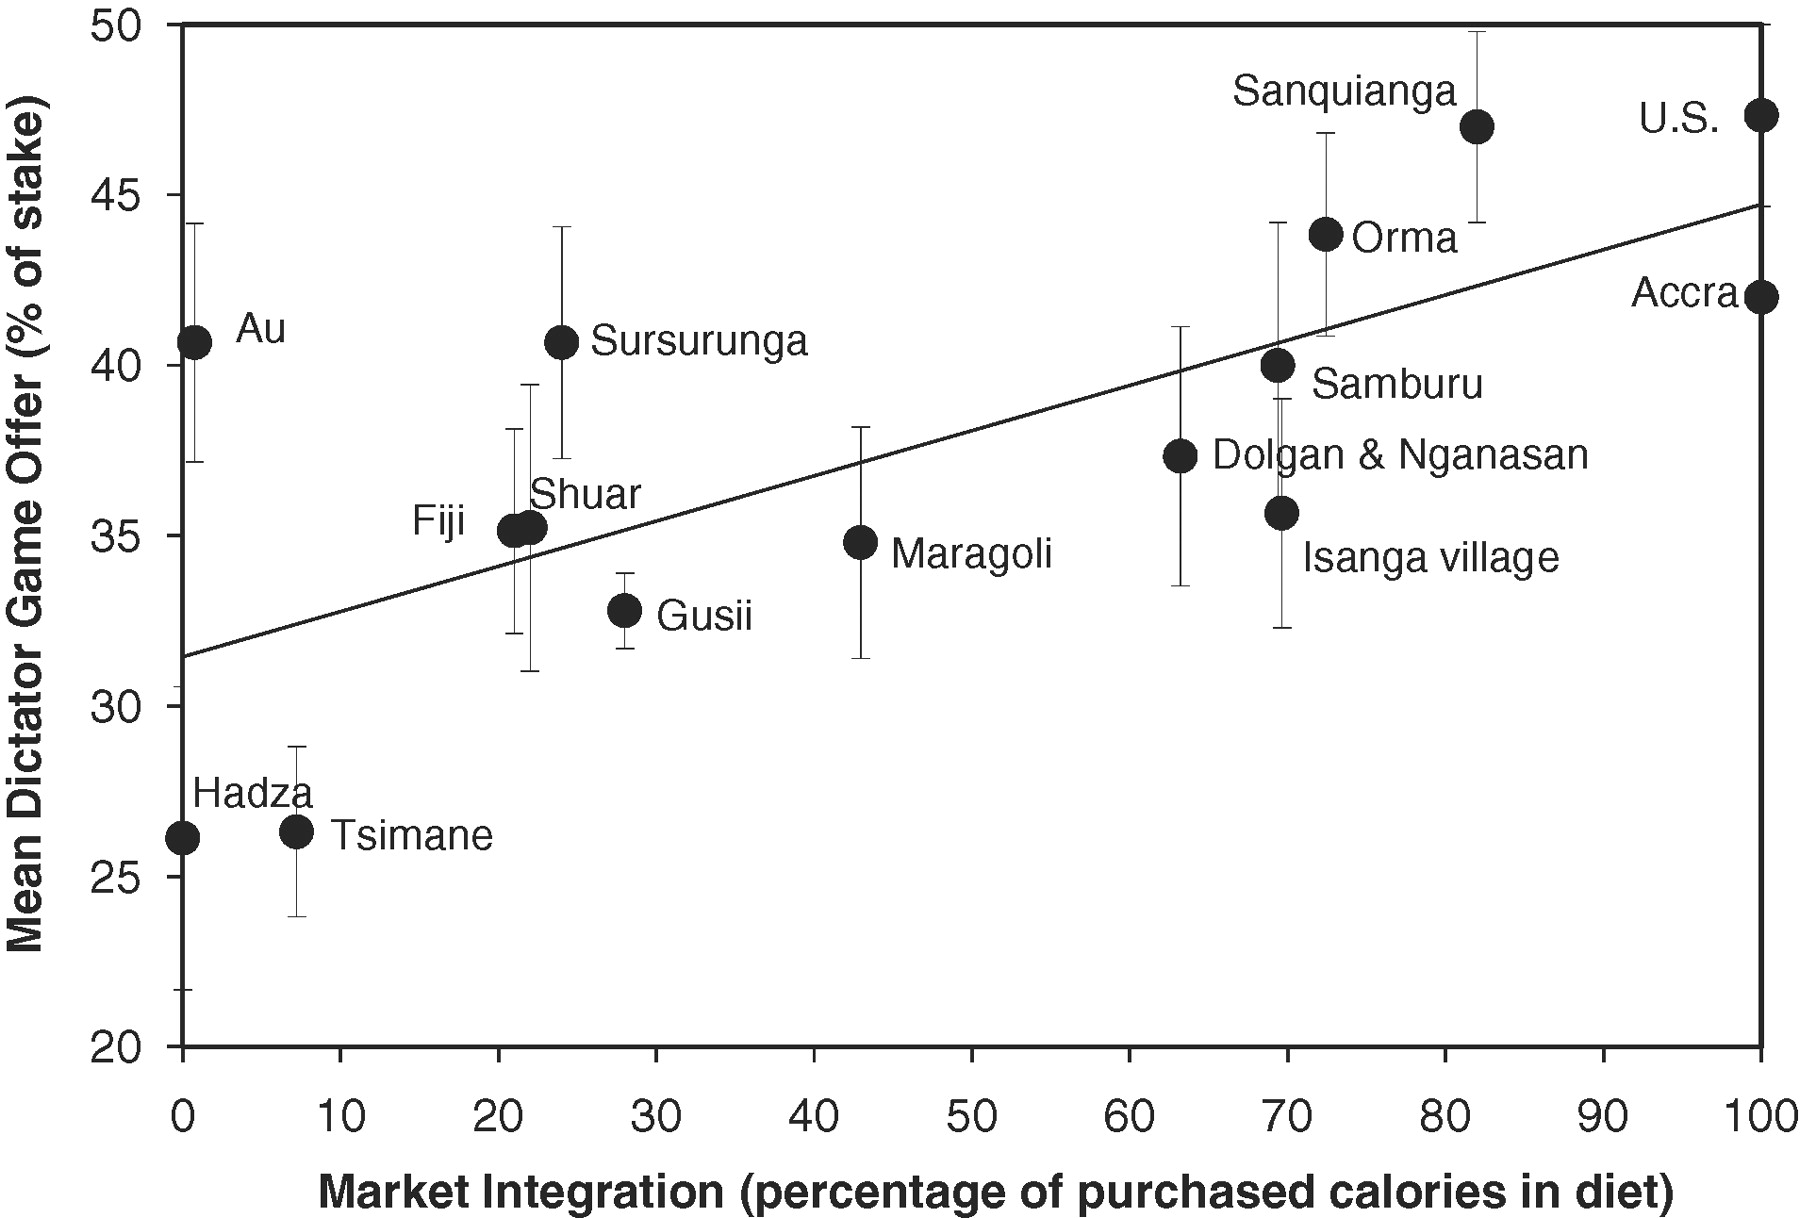 Mean Dictator Game Offer (% of stake)
50
45
40
35
30
25
20
Sanquianga
U.S.
Orma
Accra
Au
Sursurunga
Samburu
Dolgan & Nganasan
Shuar
Fiji
Maragoli
Isanga village
Gusii
Hadza
Tsimane
0 10 20 30 40 50 60 70 80 90 100
Market Integration (percentage of purchased calories in diet)